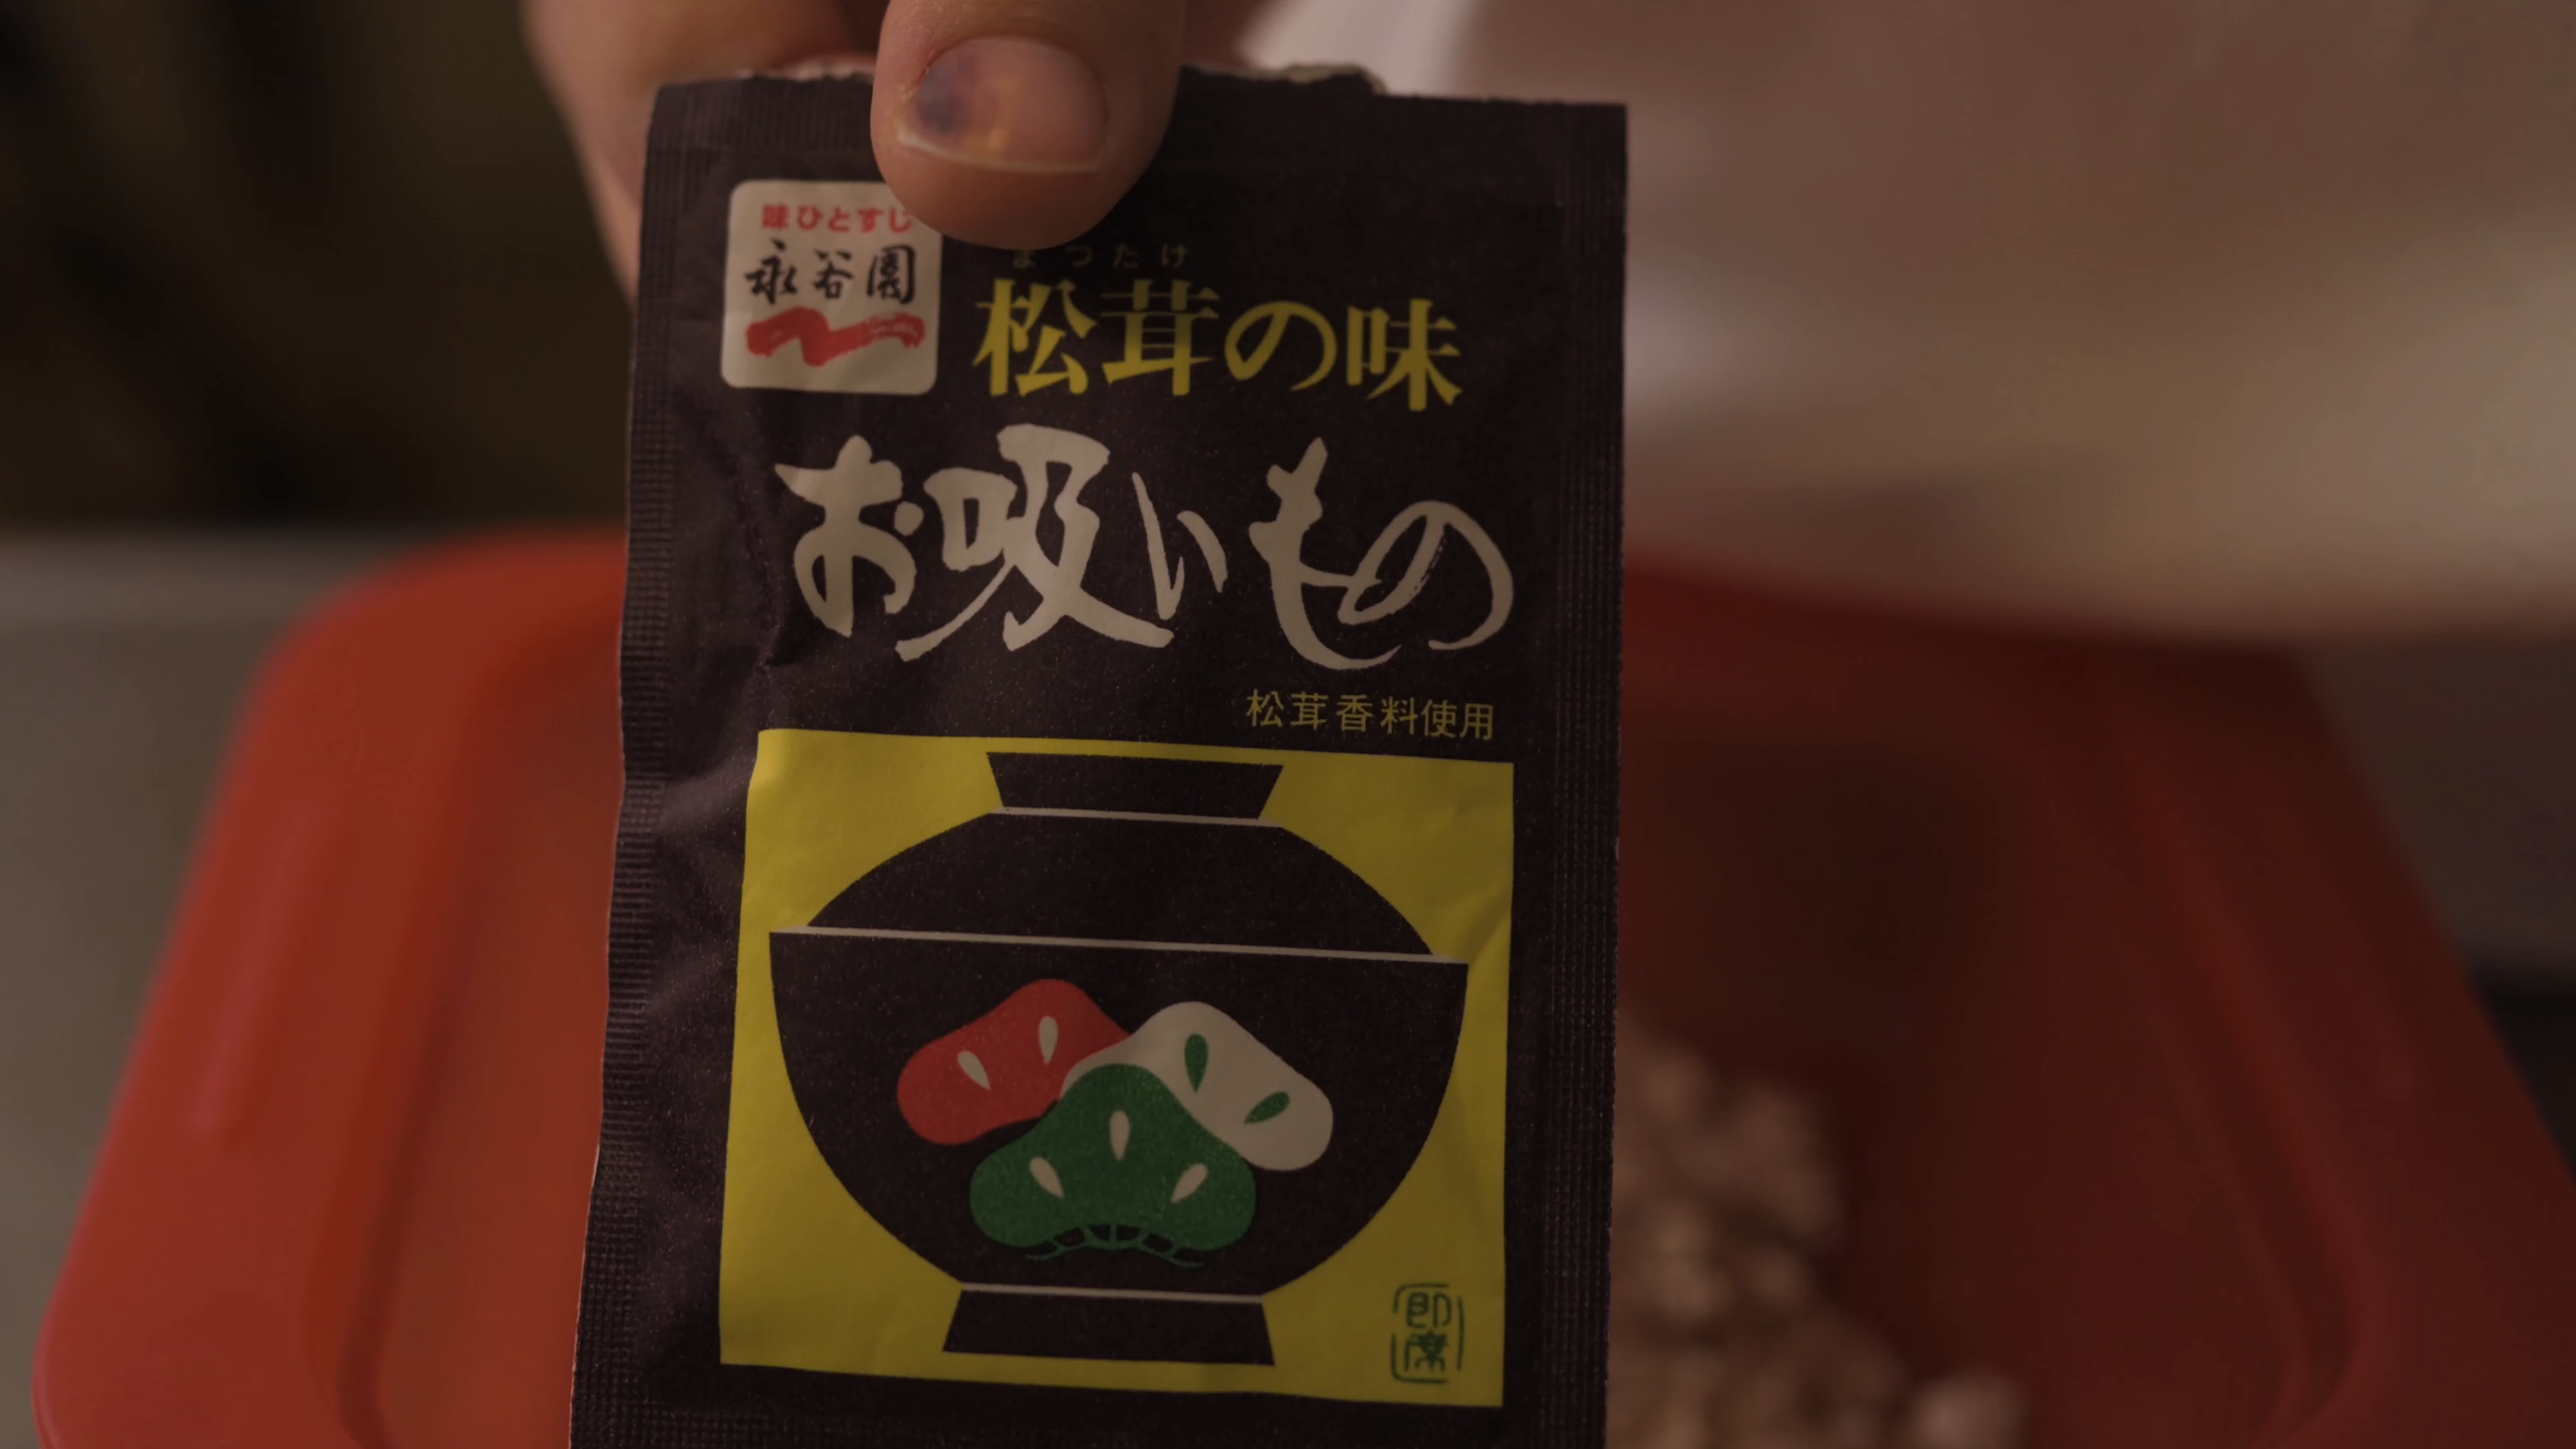 味ひとすじ
永谷園
まつたけ
松茸の味
お吸いもの
松茸香料使用
即席